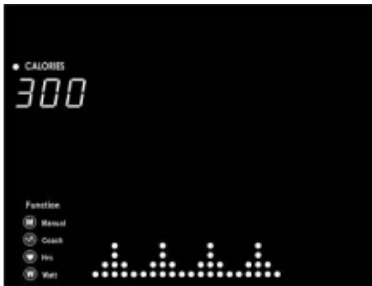 CALORIES
300
Function
M Manual
Coach
Hrc
W Watt